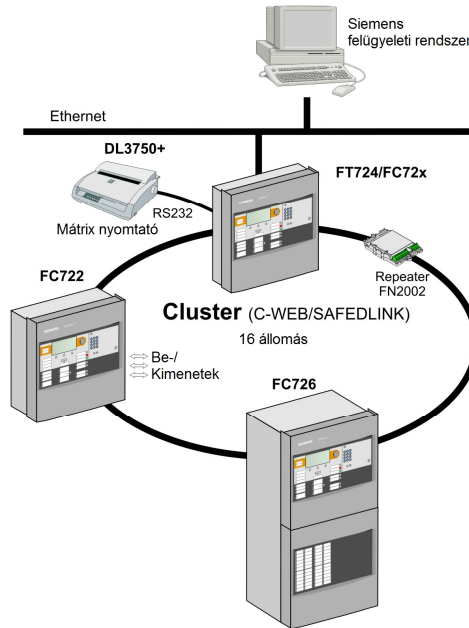 Siemens
felügyeleti rendszer
Ethernet
DL3750+
FT724/FC72x
RS232
Mátrix nyomtató
Repeater
FN2002
FC722
Cluster (C-WEB/SAFEDLINK)
16 állomás
Be-/
Kimenetek
FC726